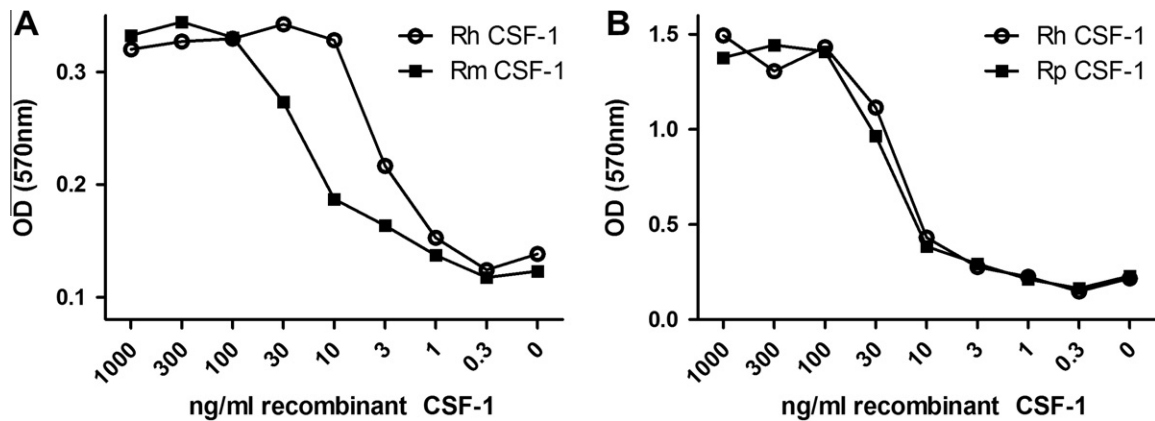 A
Rh CSF-1
Rm CSF-1
OD (570nm)
0.3
0.2
0.1
1000 300 100 30 10 3 1 0.3 0
ng/ml recombinant CSF-1
B
Rh CSF-1
Rp CSF-1
OD (570nm)
1.5
1.0
0.5
0.0
1000 300 100 30 10 3 1 0.3 0
ng/ml recombinant CSF-1